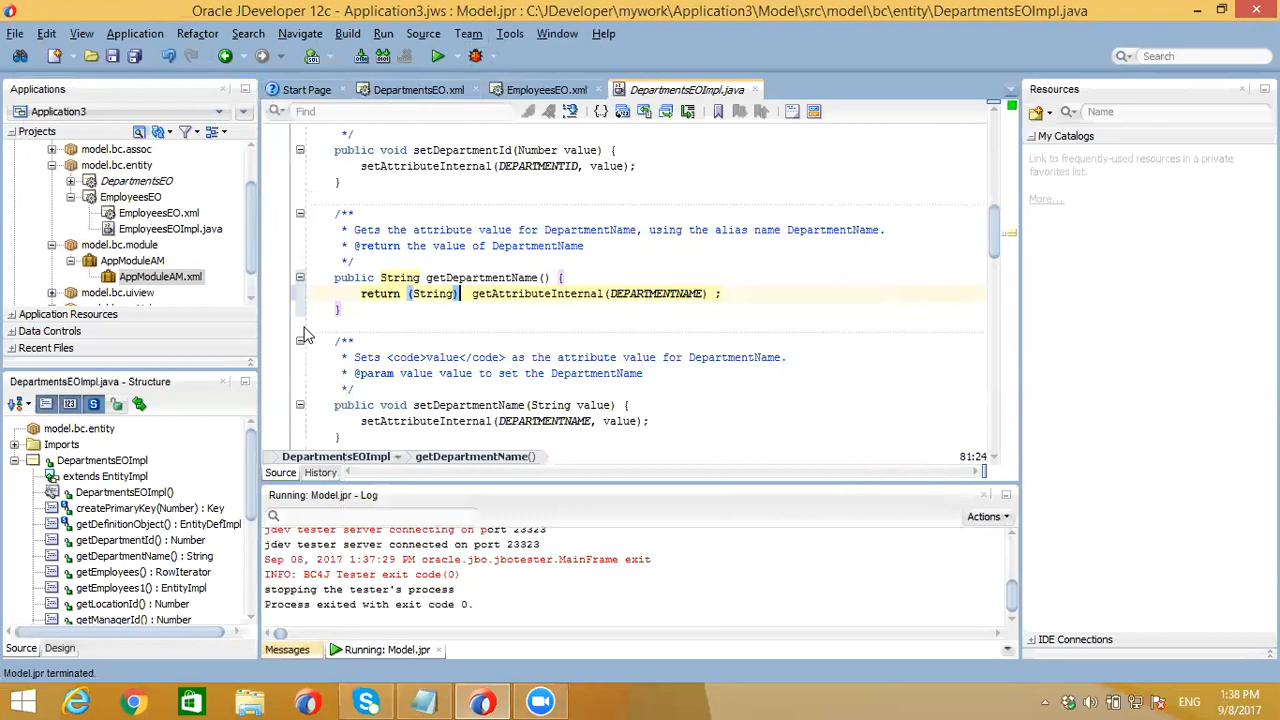 Oracle JDeveloper 12c - Application3.jws : Model.jpr : C:\JDeveloper\mywork\Application3\Model\src\model\bc\entity\DepartmentsEOImpl.java
File Edit View Application Refactor Search Navigate Build Run Source Team Tools Window Help
Search
Applications
Application3
Projects
model.bc.assoc
model.bc.entity
DepartmentsEO
EmployeesEO
EmployeesEO.xml
EmployeesEOImpl.java
model.bc.module
AppModuleAM
AppModuleAM.xml
model.bc.uiview
Application Resources
Data Controls
Recent Files
DepartmentsEOImpl.java - Structure
model.bc.entity
Imports
DepartmentsEOImpl
extends EntityImpl
DepartmentsEOImpl()
createPrimaryKey(Number) : Key
getDefinitionObject() : EntityDefImpl
getDepartmentId() : Number
getDepartmentName() : String
getEmployees() : RowIterator
getEmployees1() : EntityImpl
getLocationId() : Number
getManagerId() : Number
Source Design
Start Page DepartmentsEO.xml EmployeesEO.xml DepartmentsEOImpl.java
Find
*/
public void setDepartmentId(Number value) {
setAttributeInternal(DEPARTMENTID, value);
}
/**
* Gets the attribute value for DepartmentName, using the alias name DepartmentName.
* @return the value of DepartmentName
*/
public String getDepartmentName() {
return (String) getAttributeInternal(DEPARTMENTNAME) ;
}
/**
* Sets <code>value</code> as the attribute value for DepartmentName.
* @param value value to set the DepartmentName
*/
public void setDepartmentName(String value) {
setAttributeInternal(DEPARTMENTNAME, value);
}
DepartmentsEOImpl getDepartmentName() 81:24
Source History
Running: Model.jpr - Log
Actions
jdev tester server connecting on port 23323
jdev tester server connected on port 23323
Sep 08, 2017 1:37:29 PM oracle.jbo.jbotester.MainFrame exit
INFO: BC4J Tester exit code(0)
stopping the tester's process
Process exited with exit code 0.
Messages Running: Model.jpr
Resources
Name
My Catalogs
Link to frequently-used resources in a private
favorites list.
More...
IDE Connections
Model.jpr terminated.
ENG
1:38 PM
9/8/2017